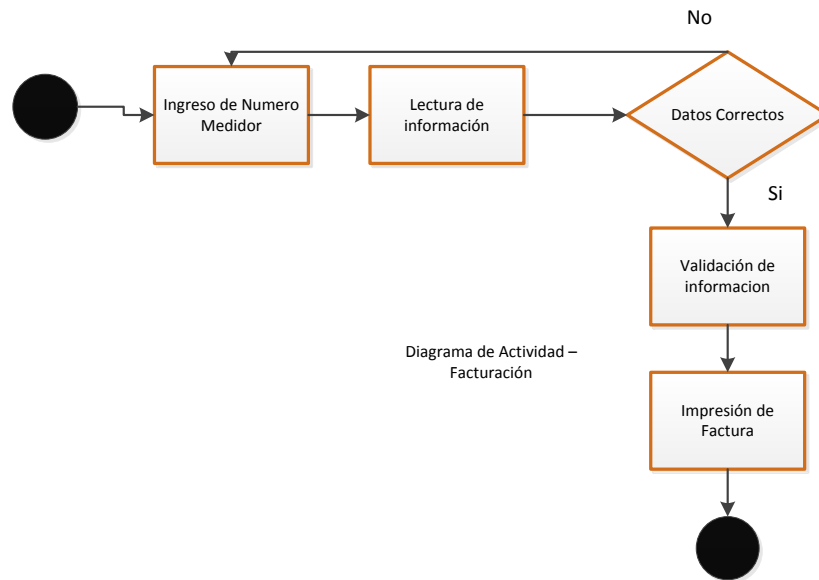 No
Ingreso de Numero
Medidor
Lectura de
información
Datos Correctos
Si
Validación de
informacion
Diagrama de Actividad –
Facturación
Impresión de
Factura